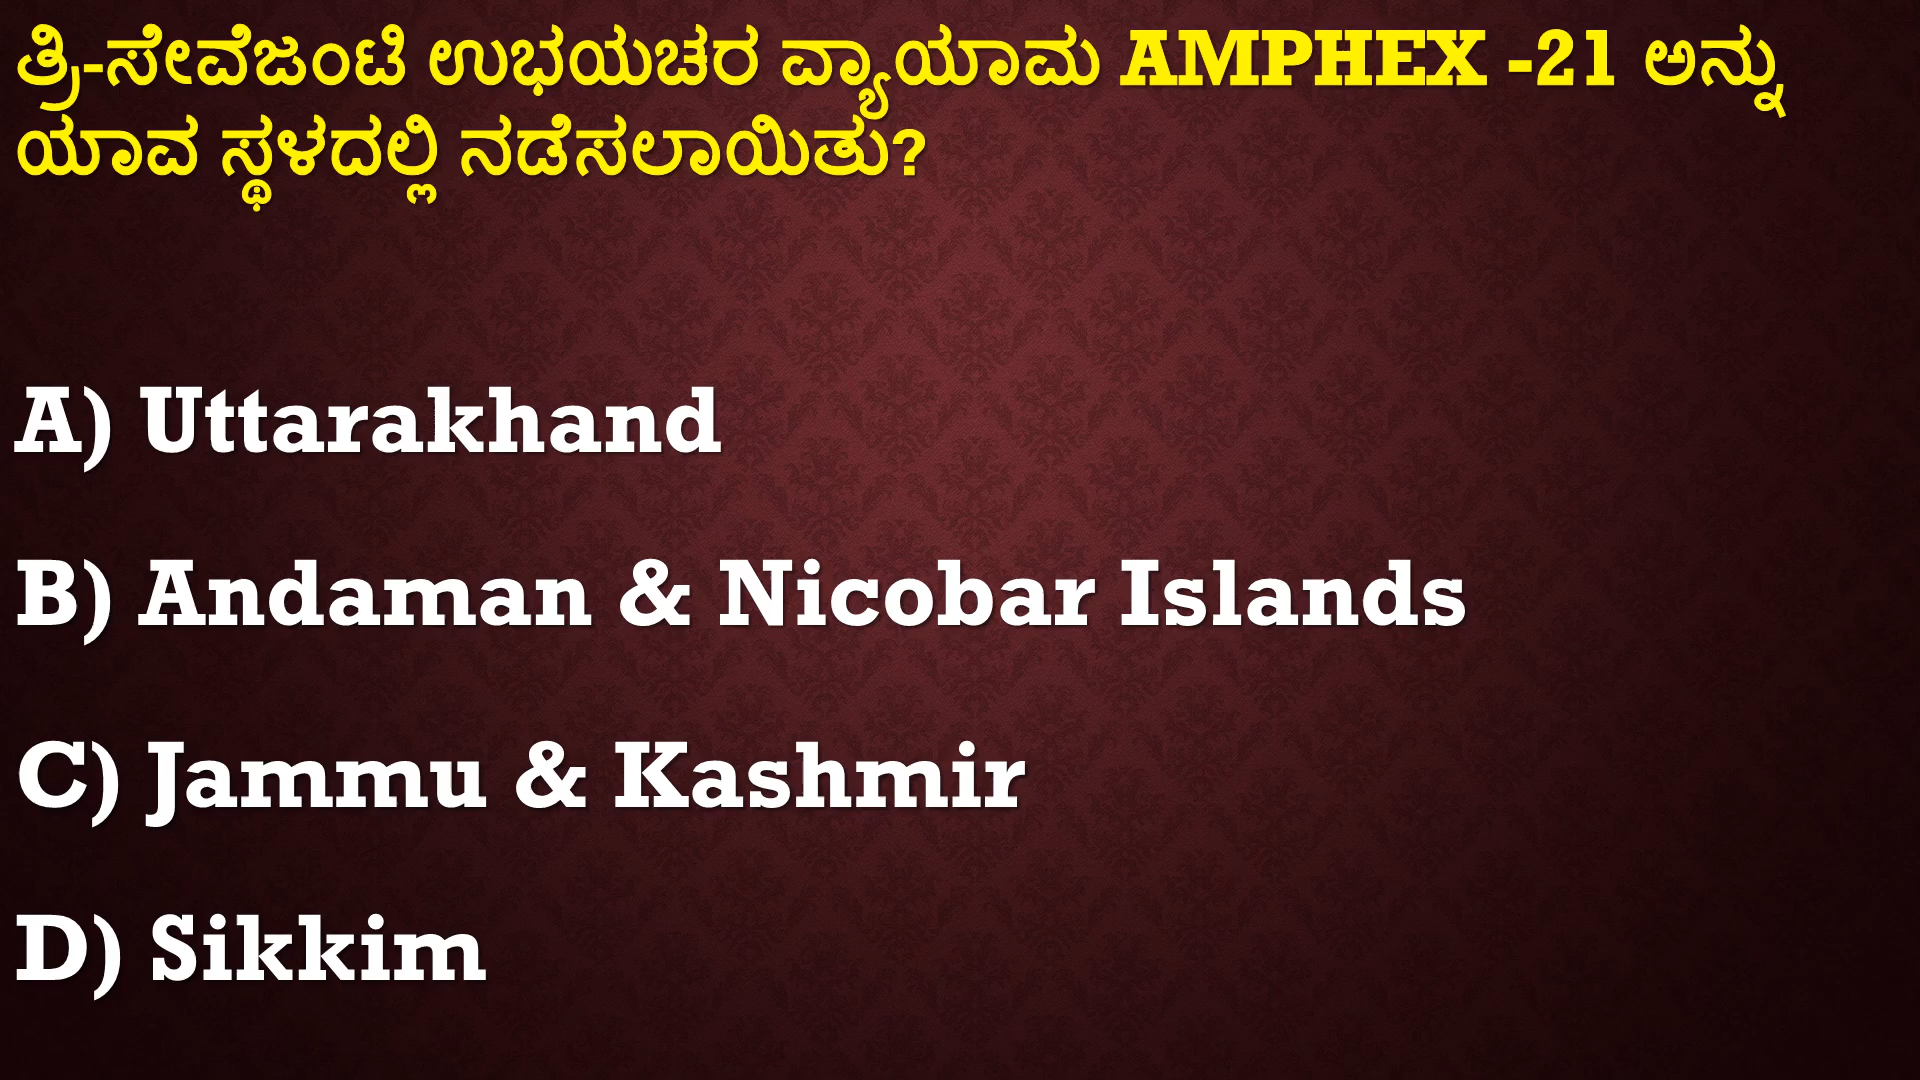 ತ್ರಿ-ಸೇವೆಜಂಟಿ ಉಭಯಚರ ವ್ಯಾಯಾಮ AMPHEX -21 ಅನ್ನು
ಯಾವ ಸ್ಥಳದಲ್ಲಿ ನಡೆಸಲಾಯಿತು?
A) Uttarakhand
B) Andaman & Nicobar Islands
C) Jammu & Kashmir
D) Sikkim